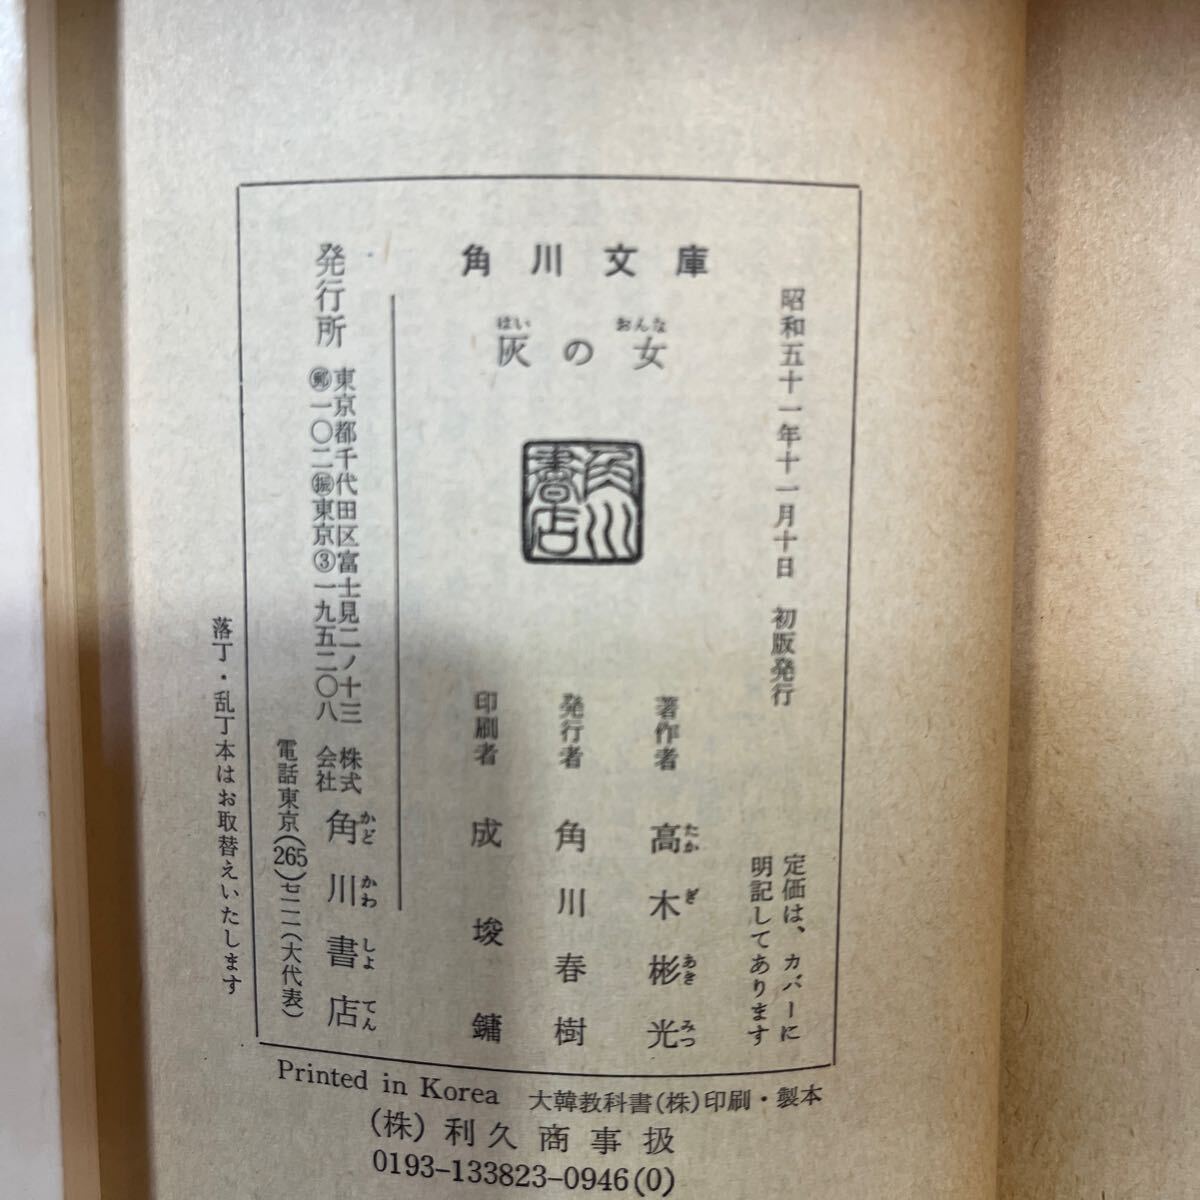 角川文庫
灰の女
はい
おんな
昭和五十一年十一月十日 初版発行
定価は、カバーに
明記してあります
著作者 高木彬光
たか ぎ あき みつ
発行者 角川春樹
印刷者 成埈鏞
角川
書店
発行所
東京都千代田区富士見二ノ十三
㊟一〇二㊟東京③一九五二〇八
株式
会社
角川書店
かど かわ しよ てん
電話東京(265)七一一一(大代表)
落丁・乱丁本はお取替えいたします
Printed in Korea 大韓教科書(株)印刷・製本
(株)利久商事扱
0193-133823-0946(0)